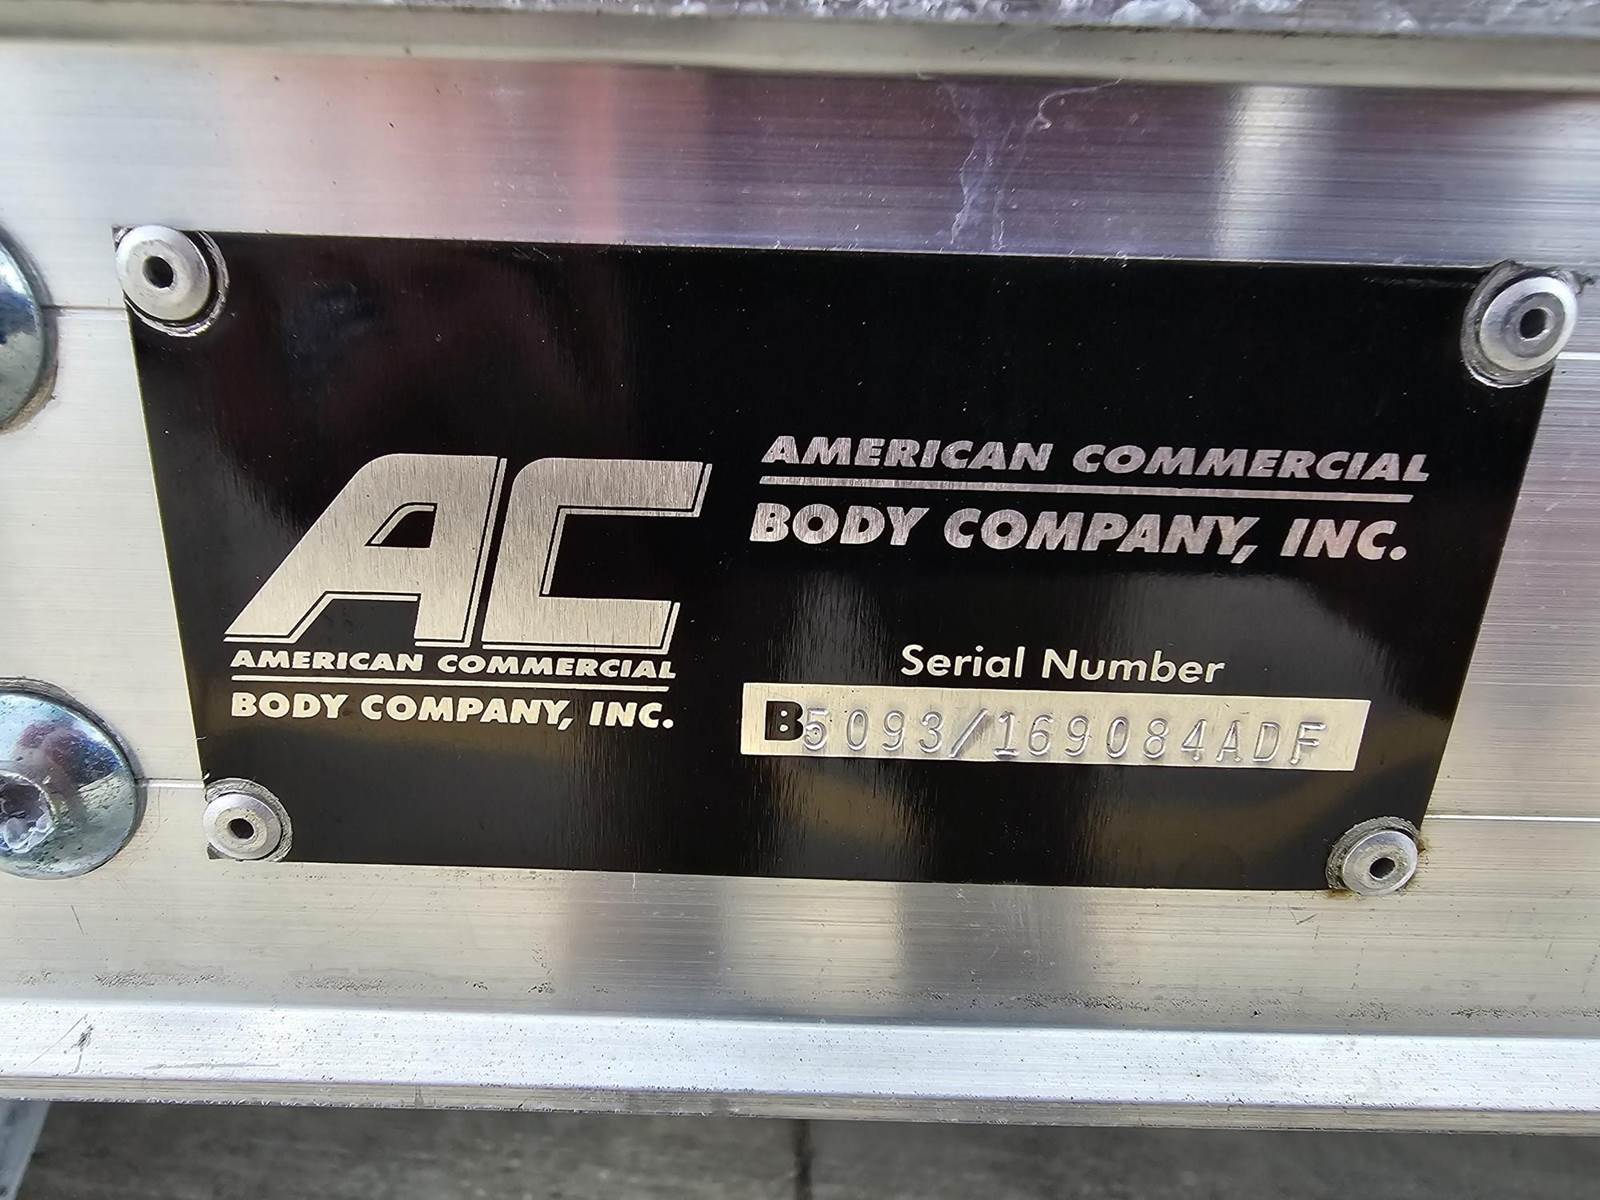 AC
AMERICAN COMMERCIAL
BODY COMPANY, INC.
AMERICAN COMMERCIAL
BODY COMPANY, INC.
Serial Number
B5093/169084ADF